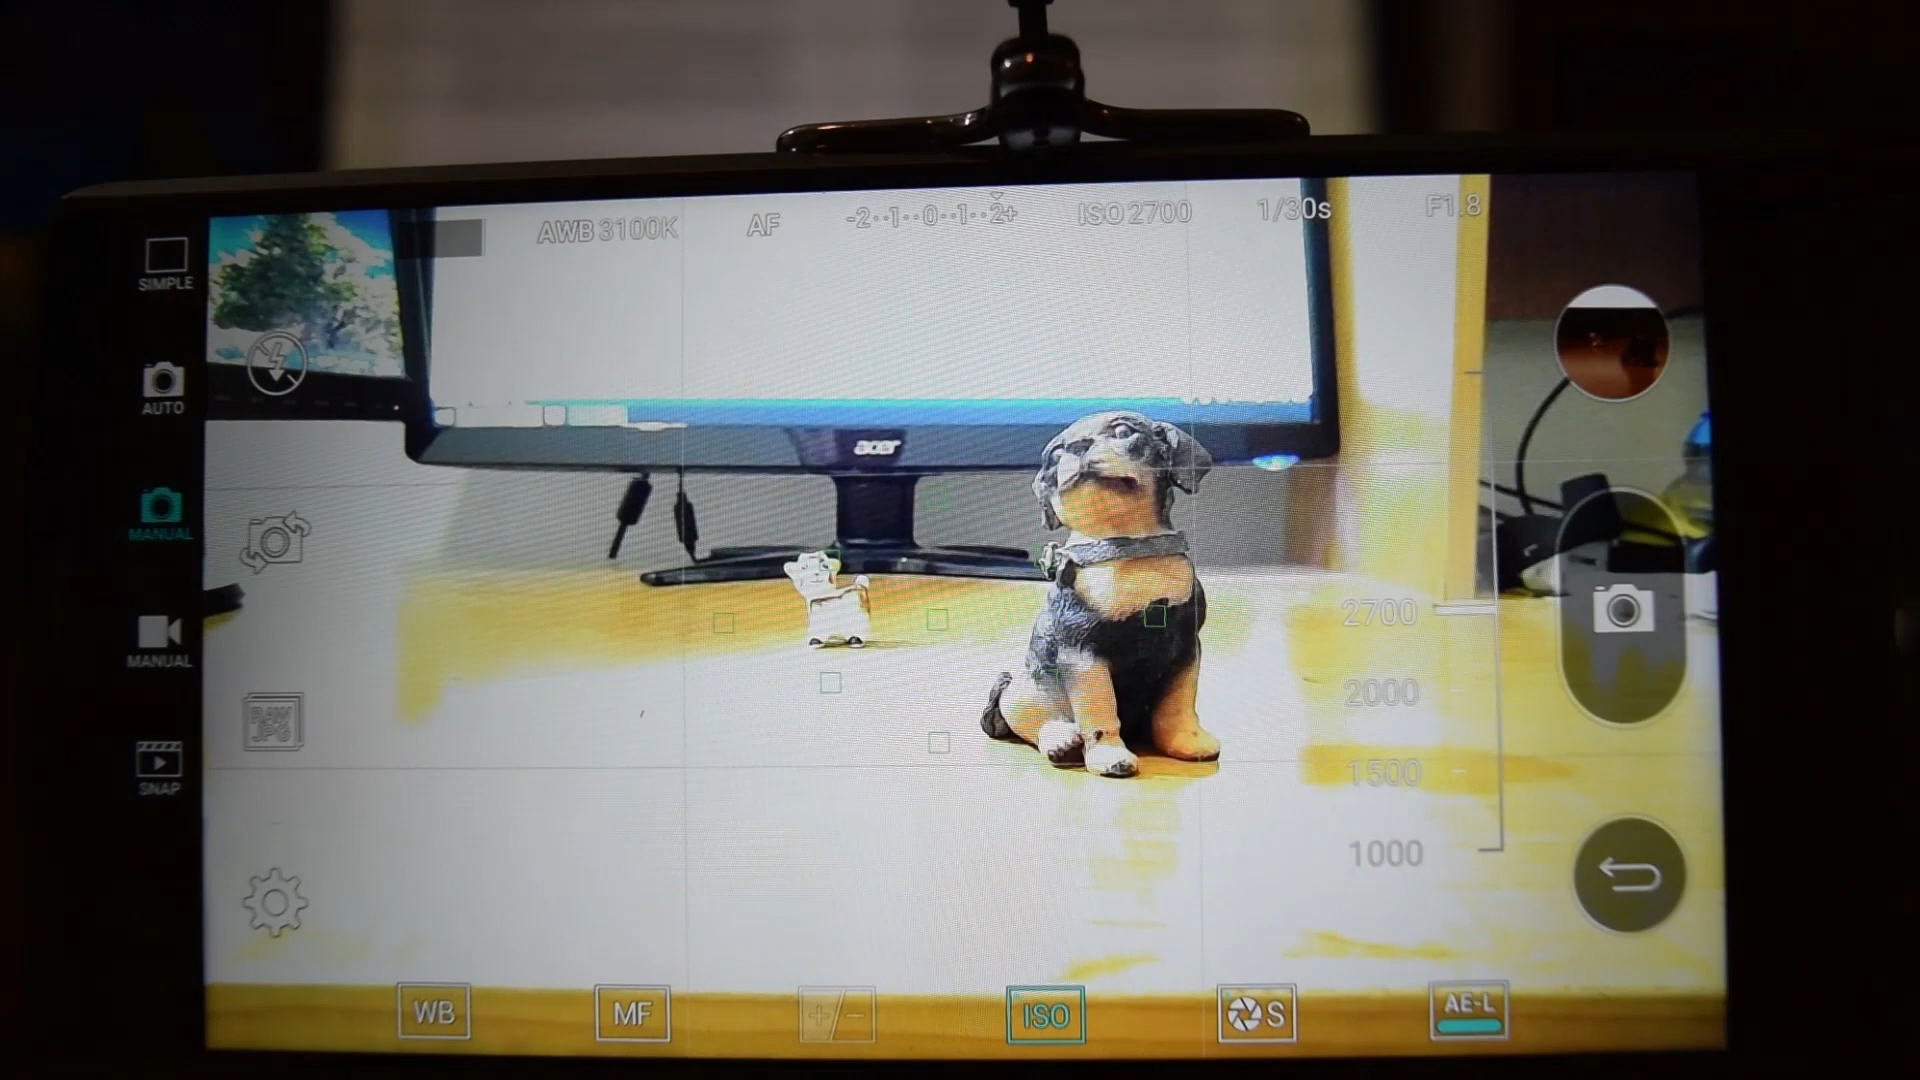 AWB 3100K AF -2··1··0··1··2+ ISO 2700 1/30s F1.8
SIMPLE
AUTO
MANUAL
MANUAL
SNAP
RAW
JPG
acer
2700
2000
1500
1000
WB MF +/- ISO S AE-L